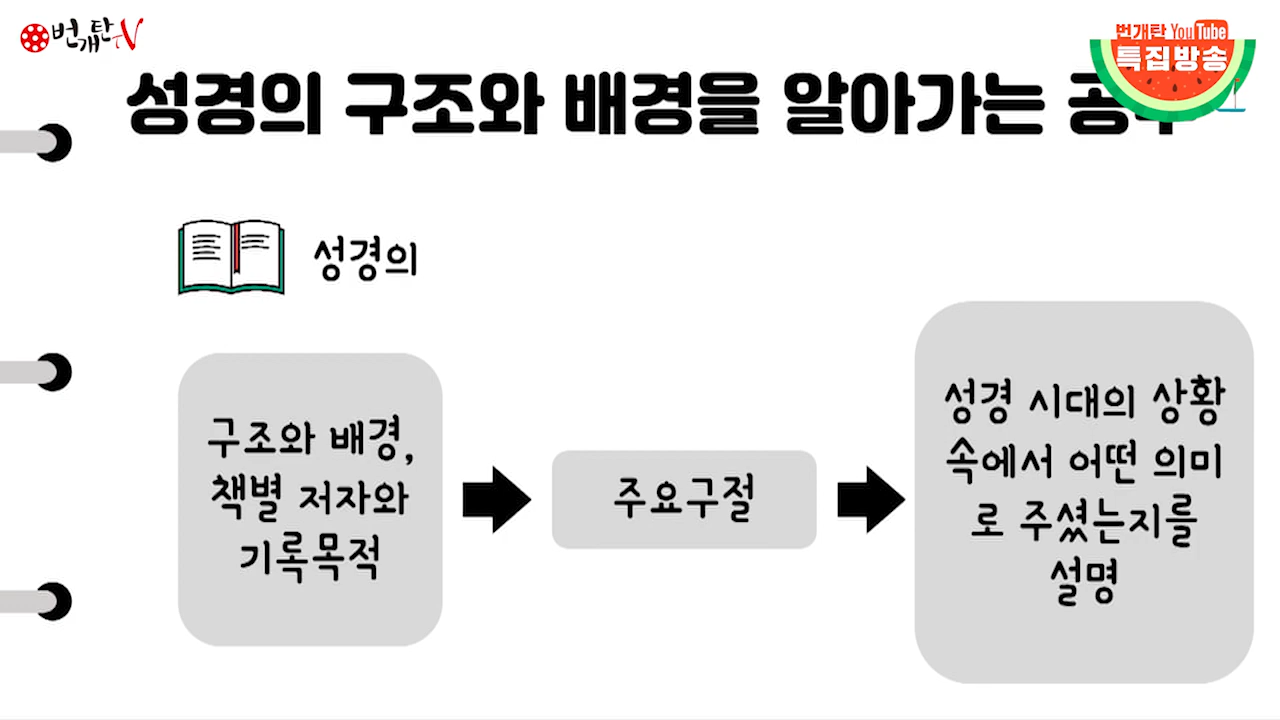 번개탄TV
번개탄 YouTube
특집방송
성경의 구조와 배경을 알아가는
성경의
구조와 배경,
책별 저자와
기록목적
주요구절
성경 시대의 상황
속에서 어떤 의미
로 주셨는지를
설명